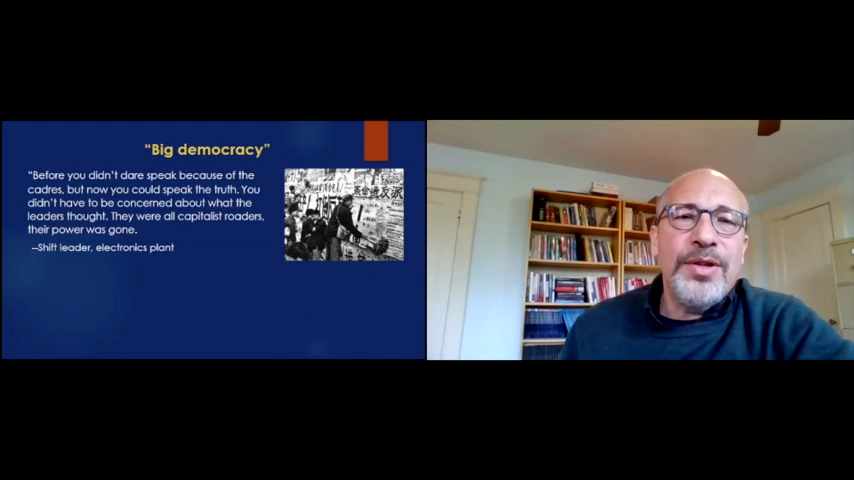 “Big democracy”
“Before you didn’t dare speak because of the
cadres, but now you could speak the truth. You
didn’t have to be concerned about what the
leaders thought. They were all capitalist roaders,
their power was gone.
—Shift leader, electronics plant